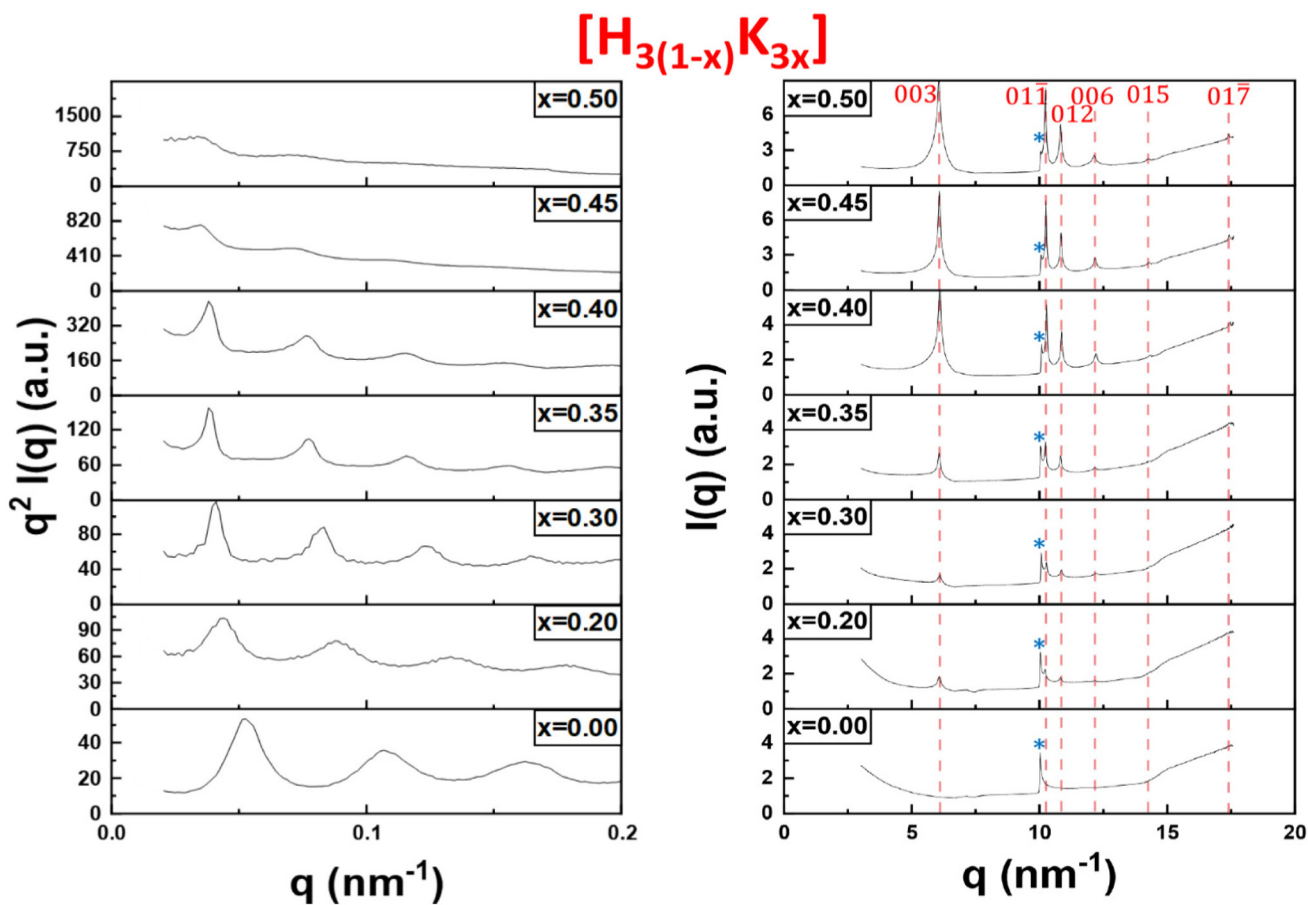 [H3(1-x)K3x]
x=0.50
1500
750
0
x=0.45
820
410
0
x=0.40
320
160
0
x=0.35
120
60
0
x=0.30
80
40
0
x=0.20
90
60
30
0
x=0.00
40
20
0
0.0 0.1 0.2
q² I(q) (a.u.)
q (nm⁻¹)
003 011̅ 012 006 015 017̅
x=0.50
*
6
3
0
x=0.45
*
6
3
0
x=0.40
*
4
2
0
x=0.35
*
4
2
0
x=0.30
*
4
2
0
x=0.20
*
4
2
0
x=0.00
*
4
2
0
0 5 10 15 20
I(q) (a.u.)
q (nm⁻¹)